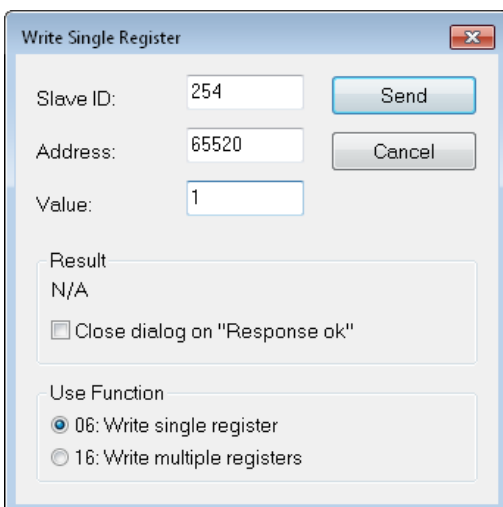 Write Single Register
Slave ID: 254 Send
Address: 65520 Cancel
Value: 1
Result
N/A
Close dialog on "Response ok"
Use Function
06: Write single register
16: Write multiple registers